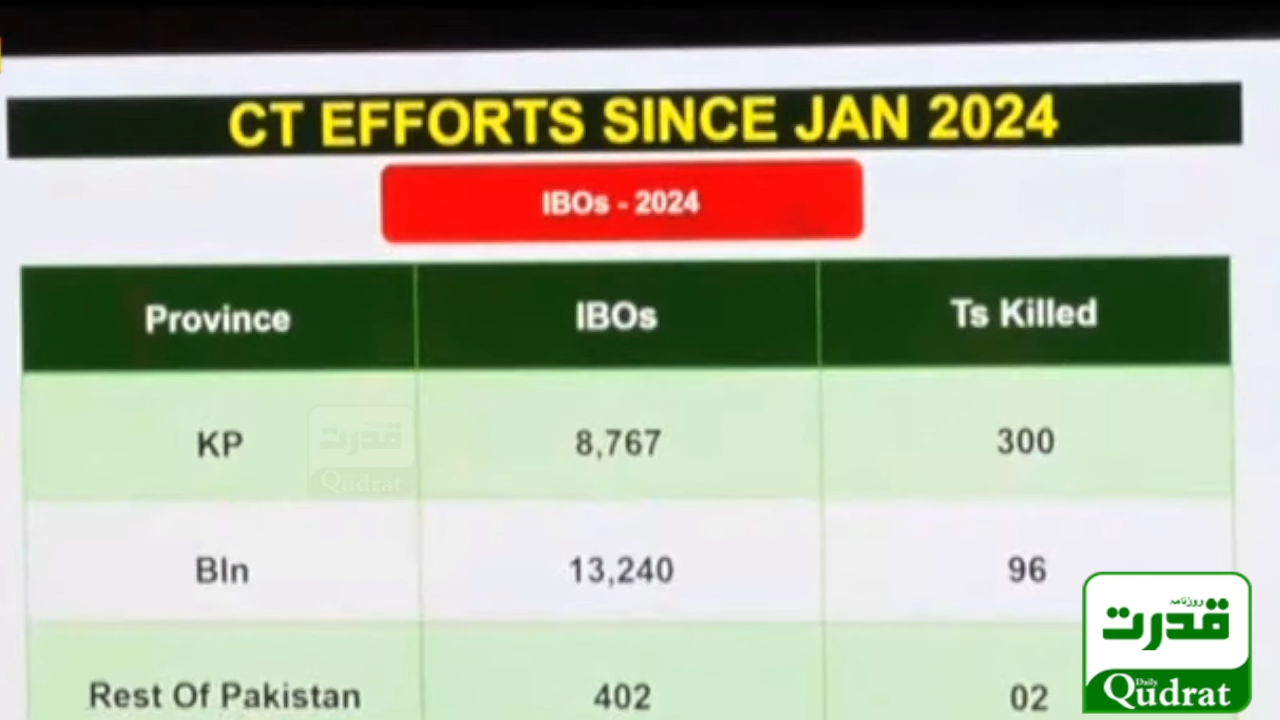 CT EFFORTS SINCE JAN 2024
IBOs - 2024
Province IBOs Ts Killed
KP 8,767 300
قدرت
Qudrat
Bln 13,240 96
Rest Of Pakistan 402 02
روزنامہ
قدرت
Daily
Qudrat